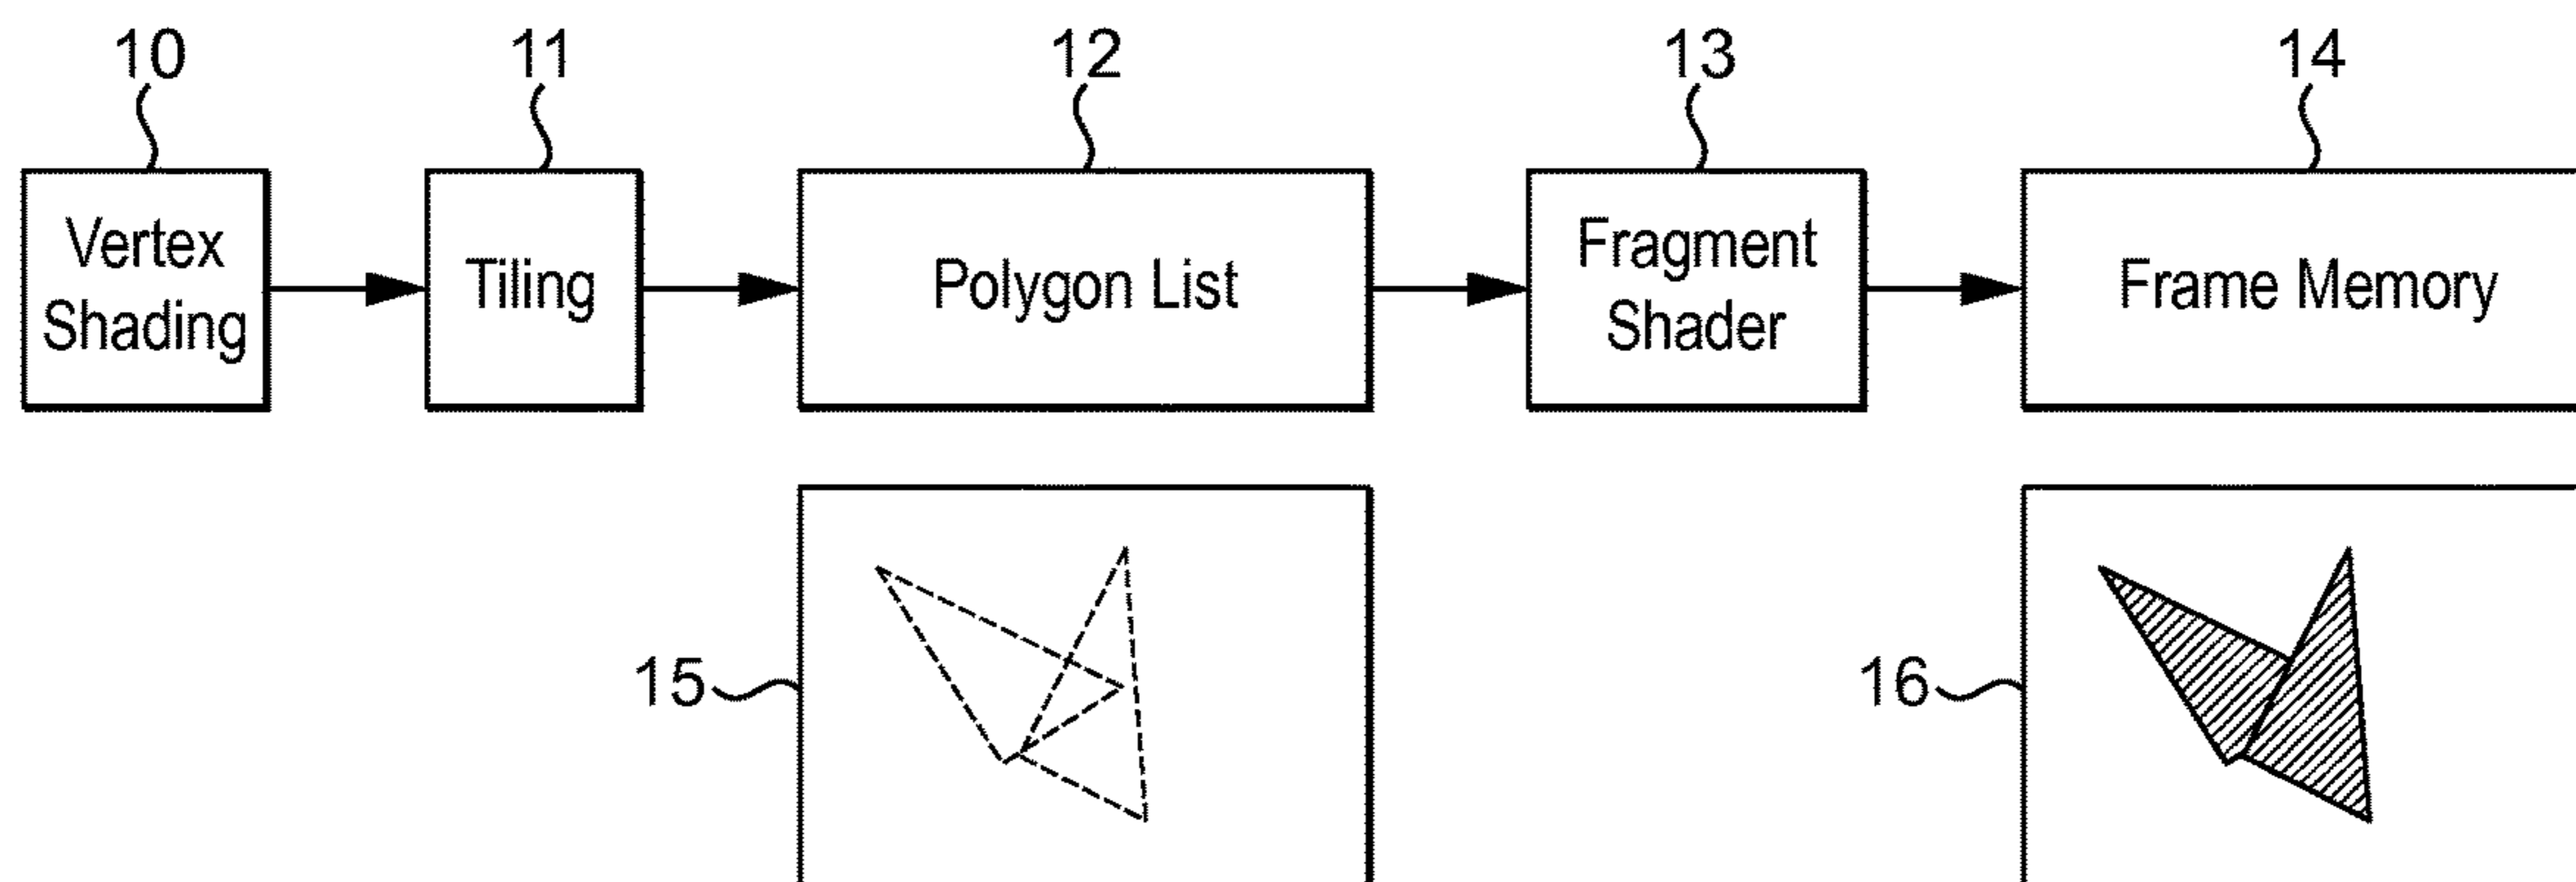 10
11
12
13
14
Vertex
Shading
Tiling
Polygon List
Fragment
Shader
Frame Memory
15
16